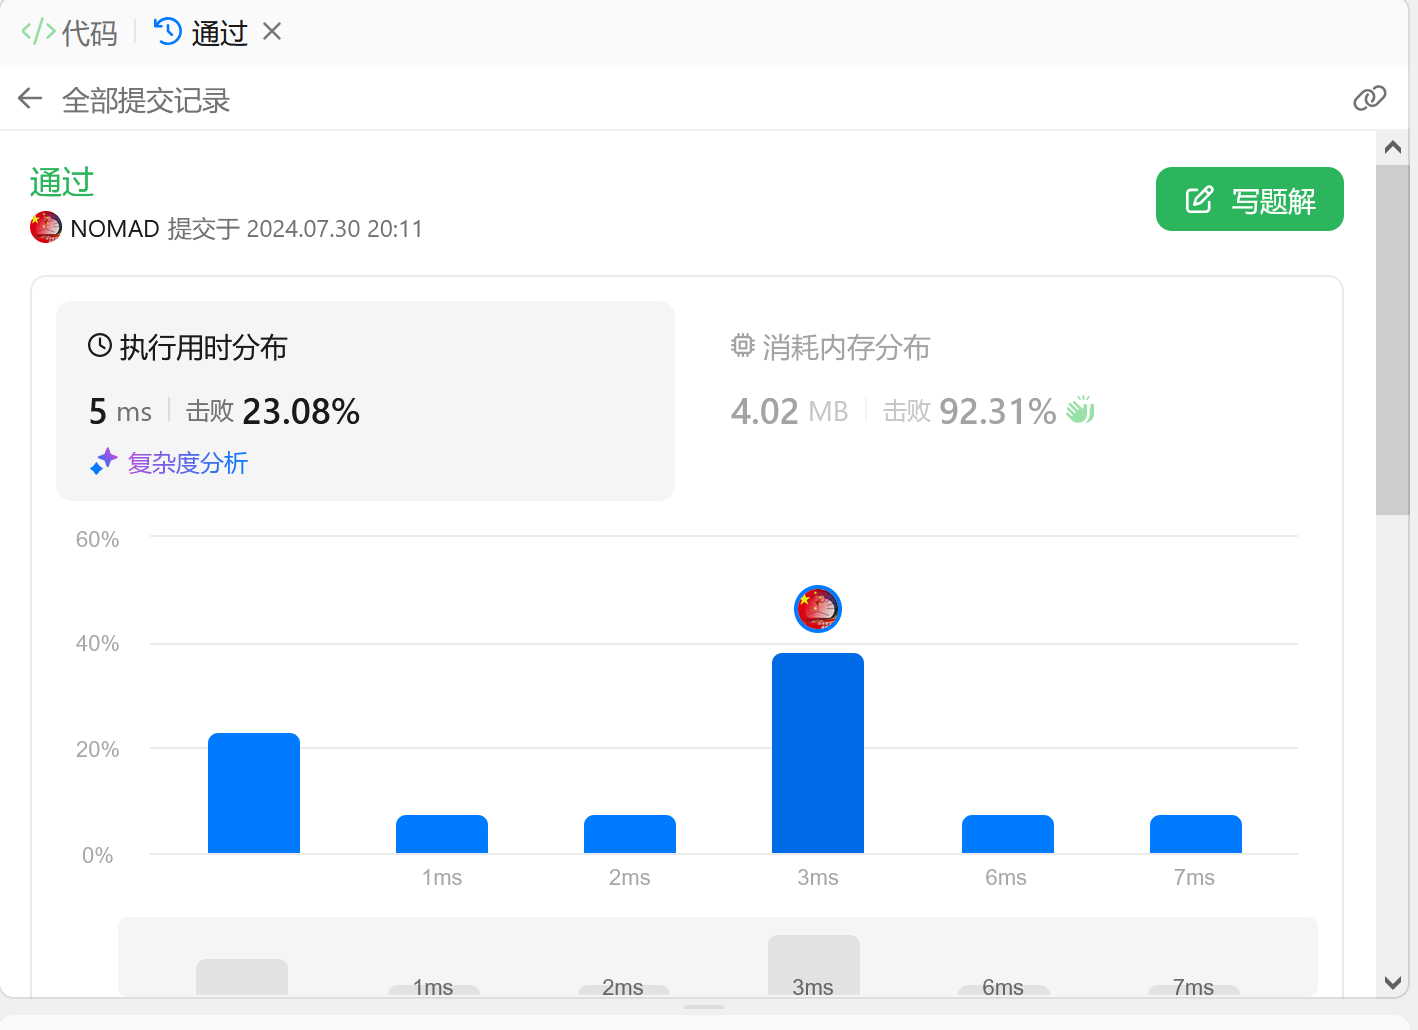 代码 通过
全部提交记录
通过
写题解
NOMAD 提交于 2024.07.30 20:11
执行用时分布
5 ms 击败 23.08%
复杂度分析
消耗内存分布
4.02 MB 击败 92.31%
60%
40%
20%
0%
1ms 2ms 3ms 6ms 7ms
1ms 2ms 3ms 6ms 7ms